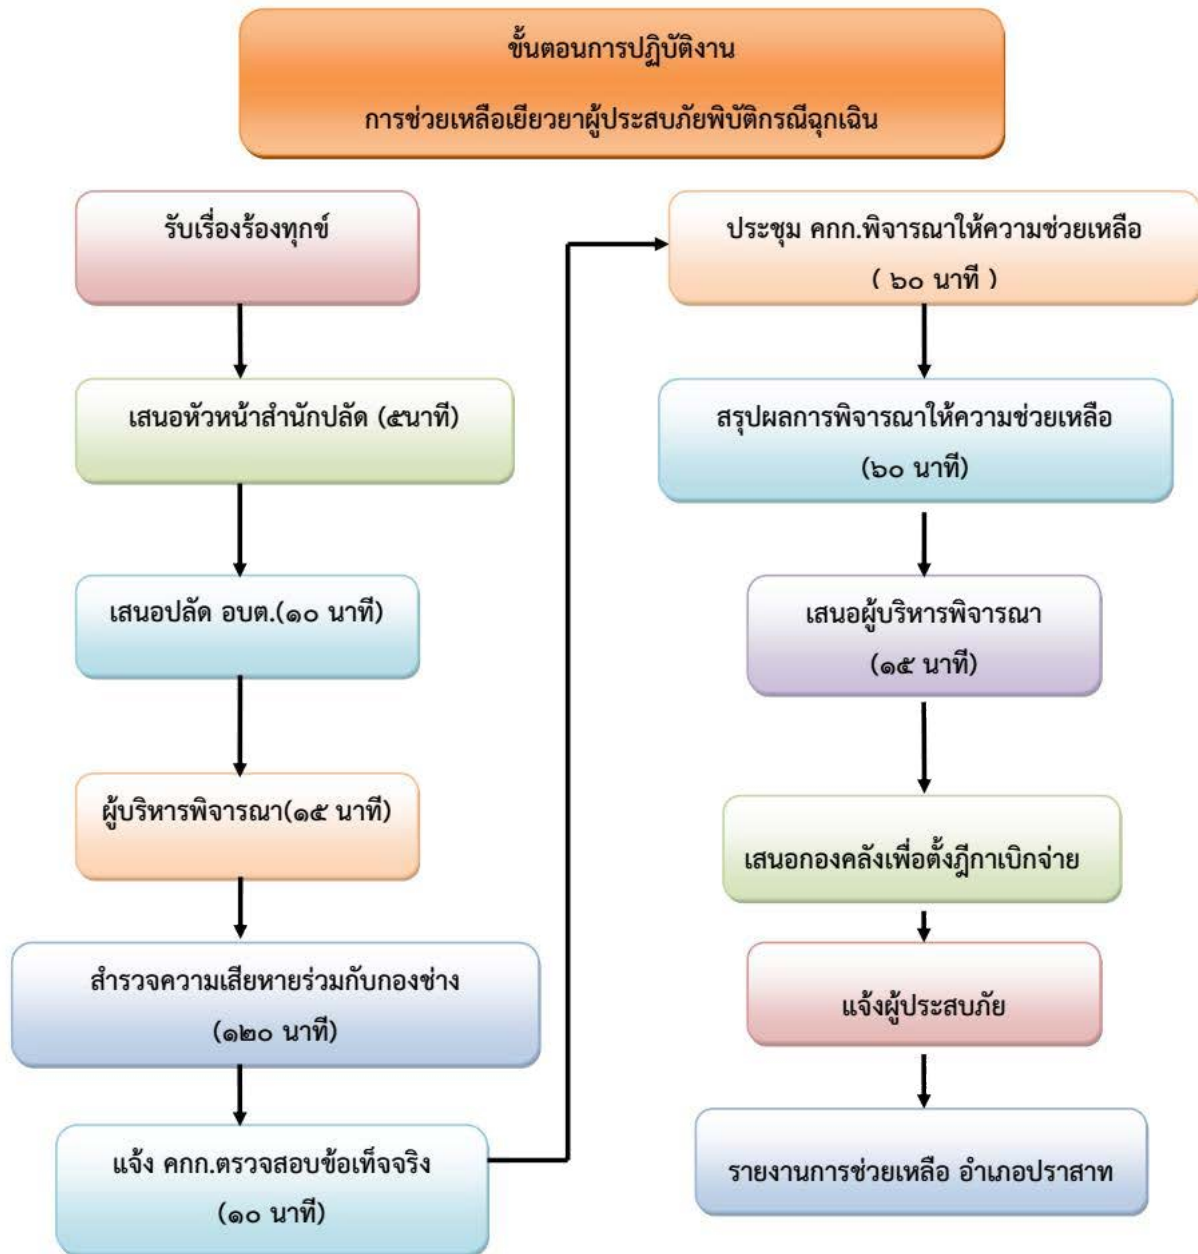 ขั้นตอนการปฏิบัติงาน
การช่วยเหลือเยียวยาผู้ประสบภัยพิบัติกรณีฉุกเฉิน
รับเรื่องร้องทุกข์
เสนอหัวหน้าสำนักปลัด (๕นาที)
เสนอปลัด อบต.(๑๐ นาที)
ผู้บริหารพิจารณา(๑๕ นาที)
สำรวจความเสียหายร่วมกับกองช่าง
(๑๒๐ นาที)
แจ้ง คกก.ตรวจสอบข้อเท็จจริง
(๑๐ นาที)
ประชุม คกก.พิจารณาให้ความช่วยเหลือ
( ๖๐ นาที )
สรุปผลการพิจารณาให้ความช่วยเหลือ
(๖๐ นาที)
เสนอผู้บริหารพิจารณา
(๑๕ นาที)
เสนอกองคลังเพื่อตั้งฎีกาเบิกจ่าย
แจ้งผู้ประสบภัย
รายงานการช่วยเหลือ อำเภอปราสาท